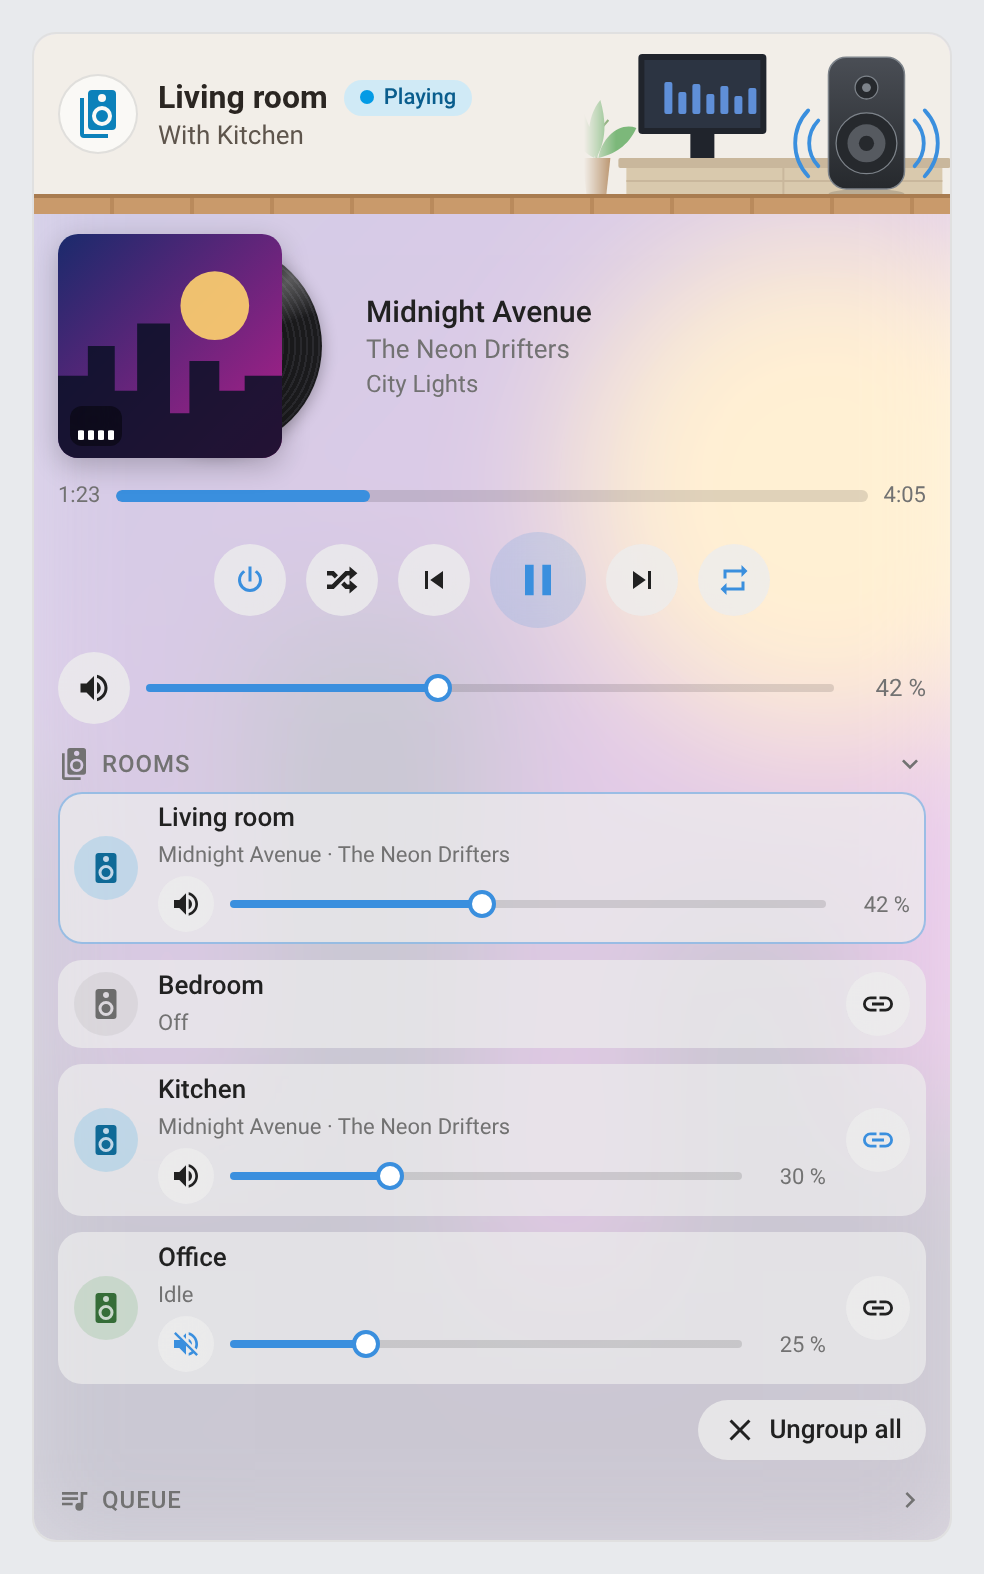 Living room
Playing
With Kitchen
Midnight Avenue
The Neon Drifters
City Lights
1:23
4:05
42 %
ROOMS
Living room
Midnight Avenue · The Neon Drifters
42 %
Bedroom
Off
Kitchen
Midnight Avenue · The Neon Drifters
30 %
Office
Idle
25 %
Ungroup all
QUEUE